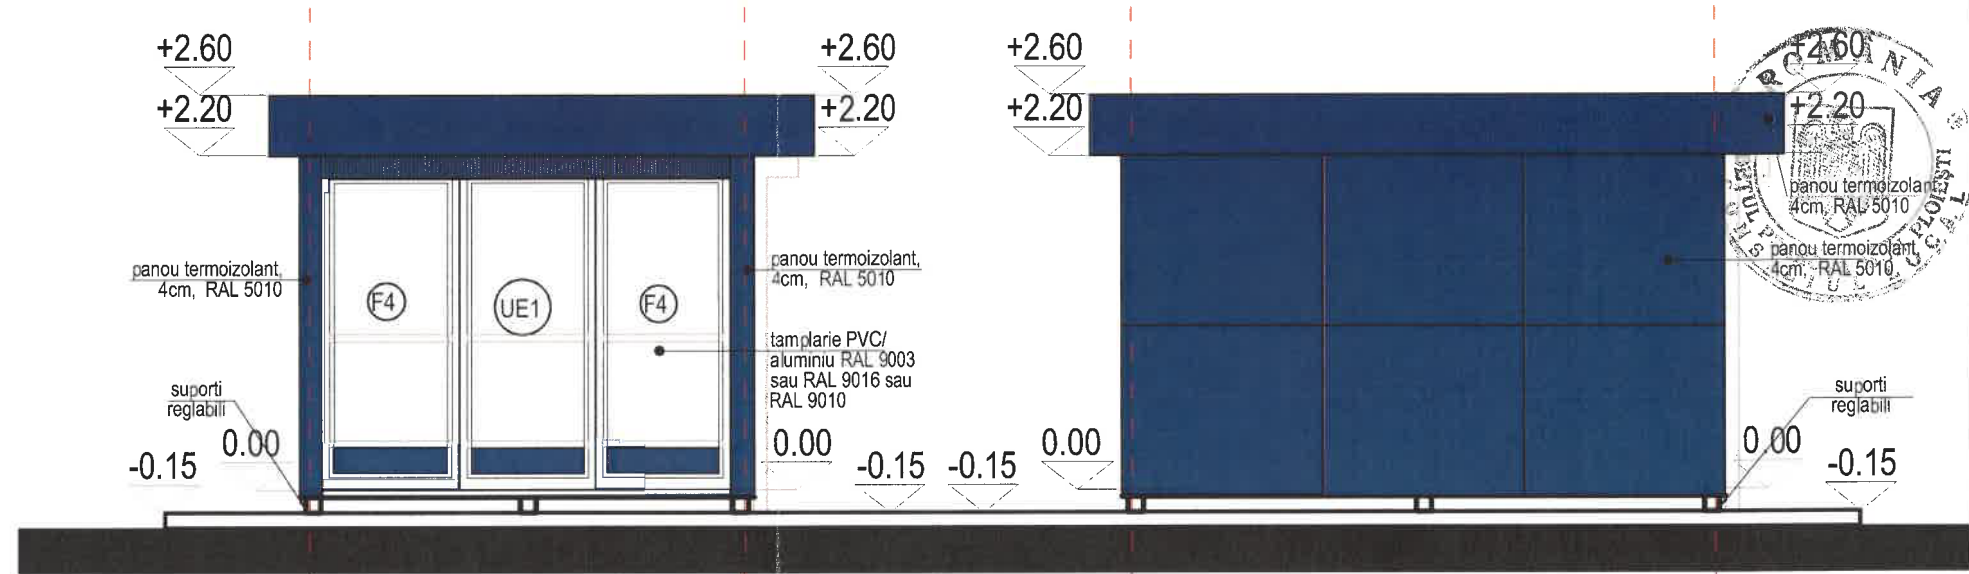 +2.60
+2.20
+2.60
+2.20
+2.60
+2.20
+2.60
+2.20
panou termoizolant,
4cm, RAL 5010
F4
UE1
F4
panou termoizolant,
4cm, RAL 5010
tamplarie PVC/
aluminiu RAL 9003
sau RAL 9016 sau
RAL 9010
suporti
reglabili
0.00
-0.15
0.00
-0.15
-0.15
0.00
ROMÂNIA
PLOIEȘTI
panou termoizolant,
4cm, RAL 5010
panou termoizolant,
4cm, RAL 5010
suporti
reglabili
0.00
-0.15